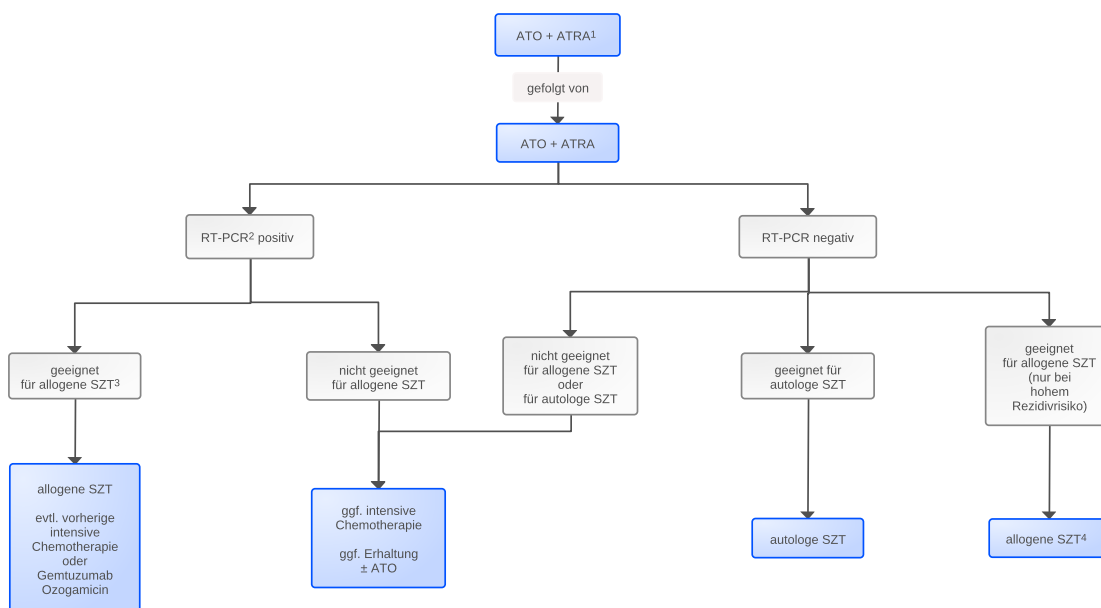 ATO + ATRA¹
gefolgt von
ATO + ATRA
RT-PCR² positiv
RT-PCR negativ
geeignet
für allogene SZT³
nicht geeignet
für allogene SZT
nicht geeignet
für allogene SZT
oder
für autologe SZT
geeignet für
autologe SZT
geeignet
für allogene SZT
(nur bei
hohem
Rezidivrisiko)
allogene SZT
evtl. vorherige
intensive
Chemotherapie
oder
Gemtuzumab
Ozogamicin
ggf. intensive
Chemotherapie
ggf. Erhaltung
± ATO
autologe SZT
allogene SZT⁴